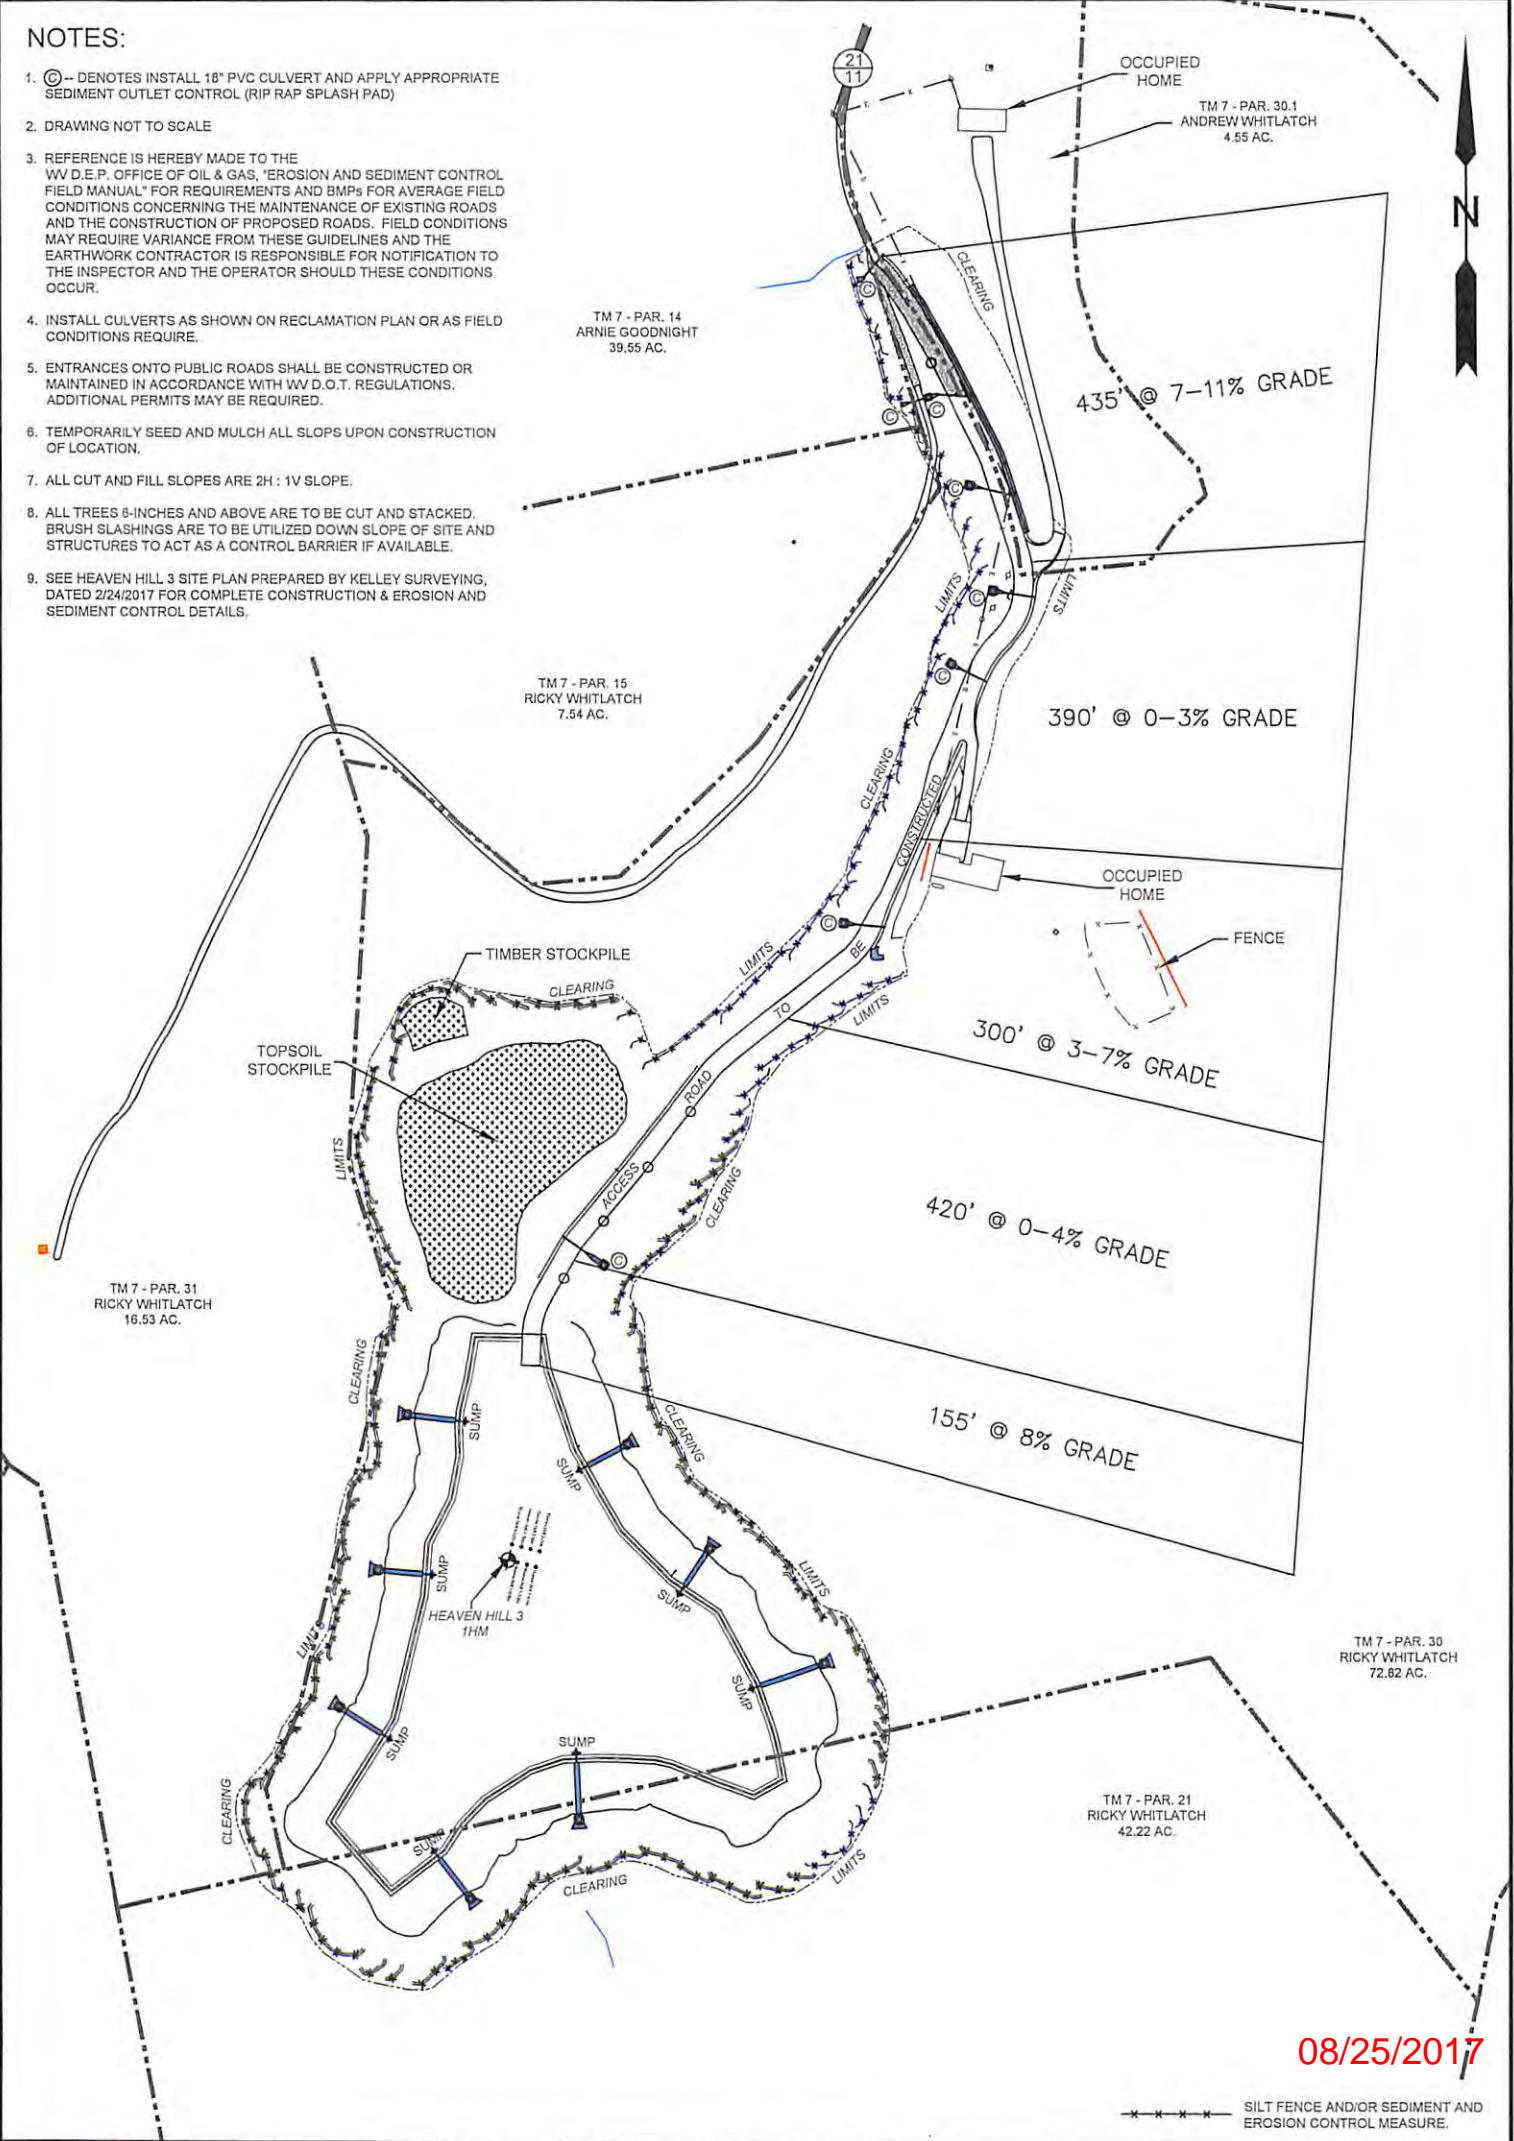 NOTES:
1. Ⓒ -- DENOTES INSTALL 18" PVC CULVERT AND APPLY APPROPRIATE
SEDIMENT OUTLET CONTROL (RIP RAP SPLASH PAD)
2. DRAWING NOT TO SCALE
3. REFERENCE IS HEREBY MADE TO THE
WV D.E.P. OFFICE OF OIL & GAS, "EROSION AND SEDIMENT CONTROL
FIELD MANUAL" FOR REQUIREMENTS AND BMPs FOR AVERAGE FIELD
CONDITIONS CONCERNING THE MAINTENANCE OF EXISTING ROADS
AND THE CONSTRUCTION OF PROPOSED ROADS. FIELD CONDITIONS
MAY REQUIRE VARIANCE FROM THESE GUIDELINES AND THE
EARTHWORK CONTRACTOR IS RESPONSIBLE FOR NOTIFICATION TO
THE INSPECTOR AND THE OPERATOR SHOULD THESE CONDITIONS
OCCUR.
4. INSTALL CULVERTS AS SHOWN ON RECLAMATION PLAN OR AS FIELD
CONDITIONS REQUIRE.
5. ENTRANCES ONTO PUBLIC ROADS SHALL BE CONSTRUCTED OR
MAINTAINED IN ACCORDANCE WITH WV D.O.T. REGULATIONS.
ADDITIONAL PERMITS MAY BE REQUIRED.
6. TEMPORARILY SEED AND MULCH ALL SLOPS UPON CONSTRUCTION
OF LOCATION.
7. ALL CUT AND FILL SLOPES ARE 2H : 1V SLOPE.
8. ALL TREES 6-INCHES AND ABOVE ARE TO BE CUT AND STACKED.
BRUSH SLASHINGS ARE TO BE UTILIZED DOWN SLOPE OF SITE AND
STRUCTURES TO ACT AS A CONTROL BARRIER IF AVAILABLE.
9. SEE HEAVEN HILL 3 SITE PLAN PREPARED BY KELLEY SURVEYING,
DATED 2/24/2017 FOR COMPLETE CONSTRUCTION & EROSION AND
SEDIMENT CONTROL DETAILS.
21
11
OCCUPIED
HOME
TM 7 - PAR. 30.1
ANDREW WHITLATCH
4.55 AC.
N
CLEARING
Ⓒ
TM 7 - PAR. 14
ARNIE GOODNIGHT
39.55 AC.
435' @ 7-11% GRADE
Ⓒ
Ⓒ
Ⓒ
LIMITS
Ⓒ
LIMITS
Ⓒ
TM 7 - PAR. 15
RICKY WHITLATCH
7.54 AC.
390' @ 0-3% GRADE
CLEARING
CONSTRUCTED
OCCUPIED
HOME
FENCE
Ⓒ
BE
TIMBER STOCKPILE
LIMITS
CLEARING
TO
LIMITS
300' @ 3-7% GRADE
TOPSOIL
STOCKPILE
ROAD
LIMITS
ACCESS
CLEARING
420' @ 0-4% GRADE
Ⓒ
TM 7 - PAR. 31
RICKY WHITLATCH
16.53 AC.
CLEARING
SUMP
CLEARING
155' @ 8% GRADE
SUMP
SUMP
LIMITS
SUMP
HEAVEN HILL 3
1HM
LIMITS
TM 7 - PAR. 30
RICKY WHITLATCH
72.82 AC.
SUMP
SUMP
SUMP
CLEARING
TM 7 - PAR. 21
RICKY WHITLATCH
42.22 AC.
SUMP
LIMITS
CLEARING
08/25/2017
SILT FENCE AND/OR SEDIMENT AND
EROSION CONTROL MEASURE.